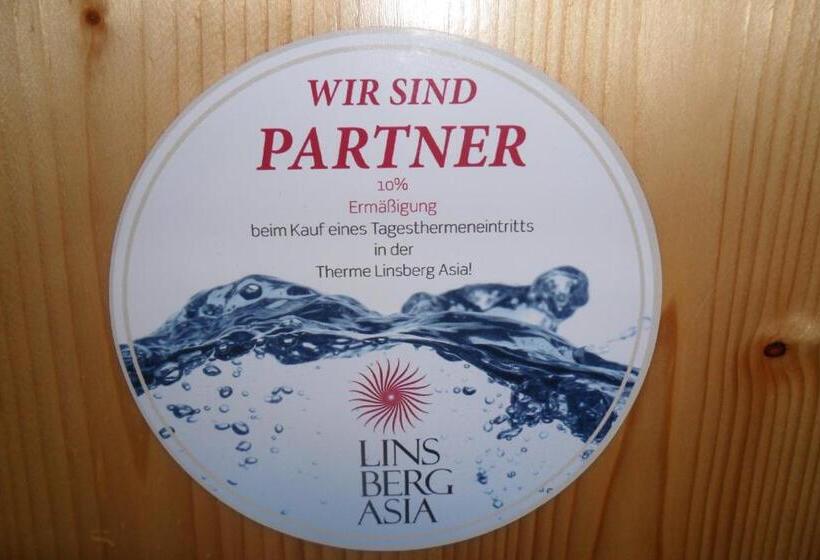 WIR SIND
PARTNER
10%
Ermäßigung
beim Kauf eines Tagesthermeneintritts
in der
Therme Linsberg Asia!
LINS
BERG
ASIA